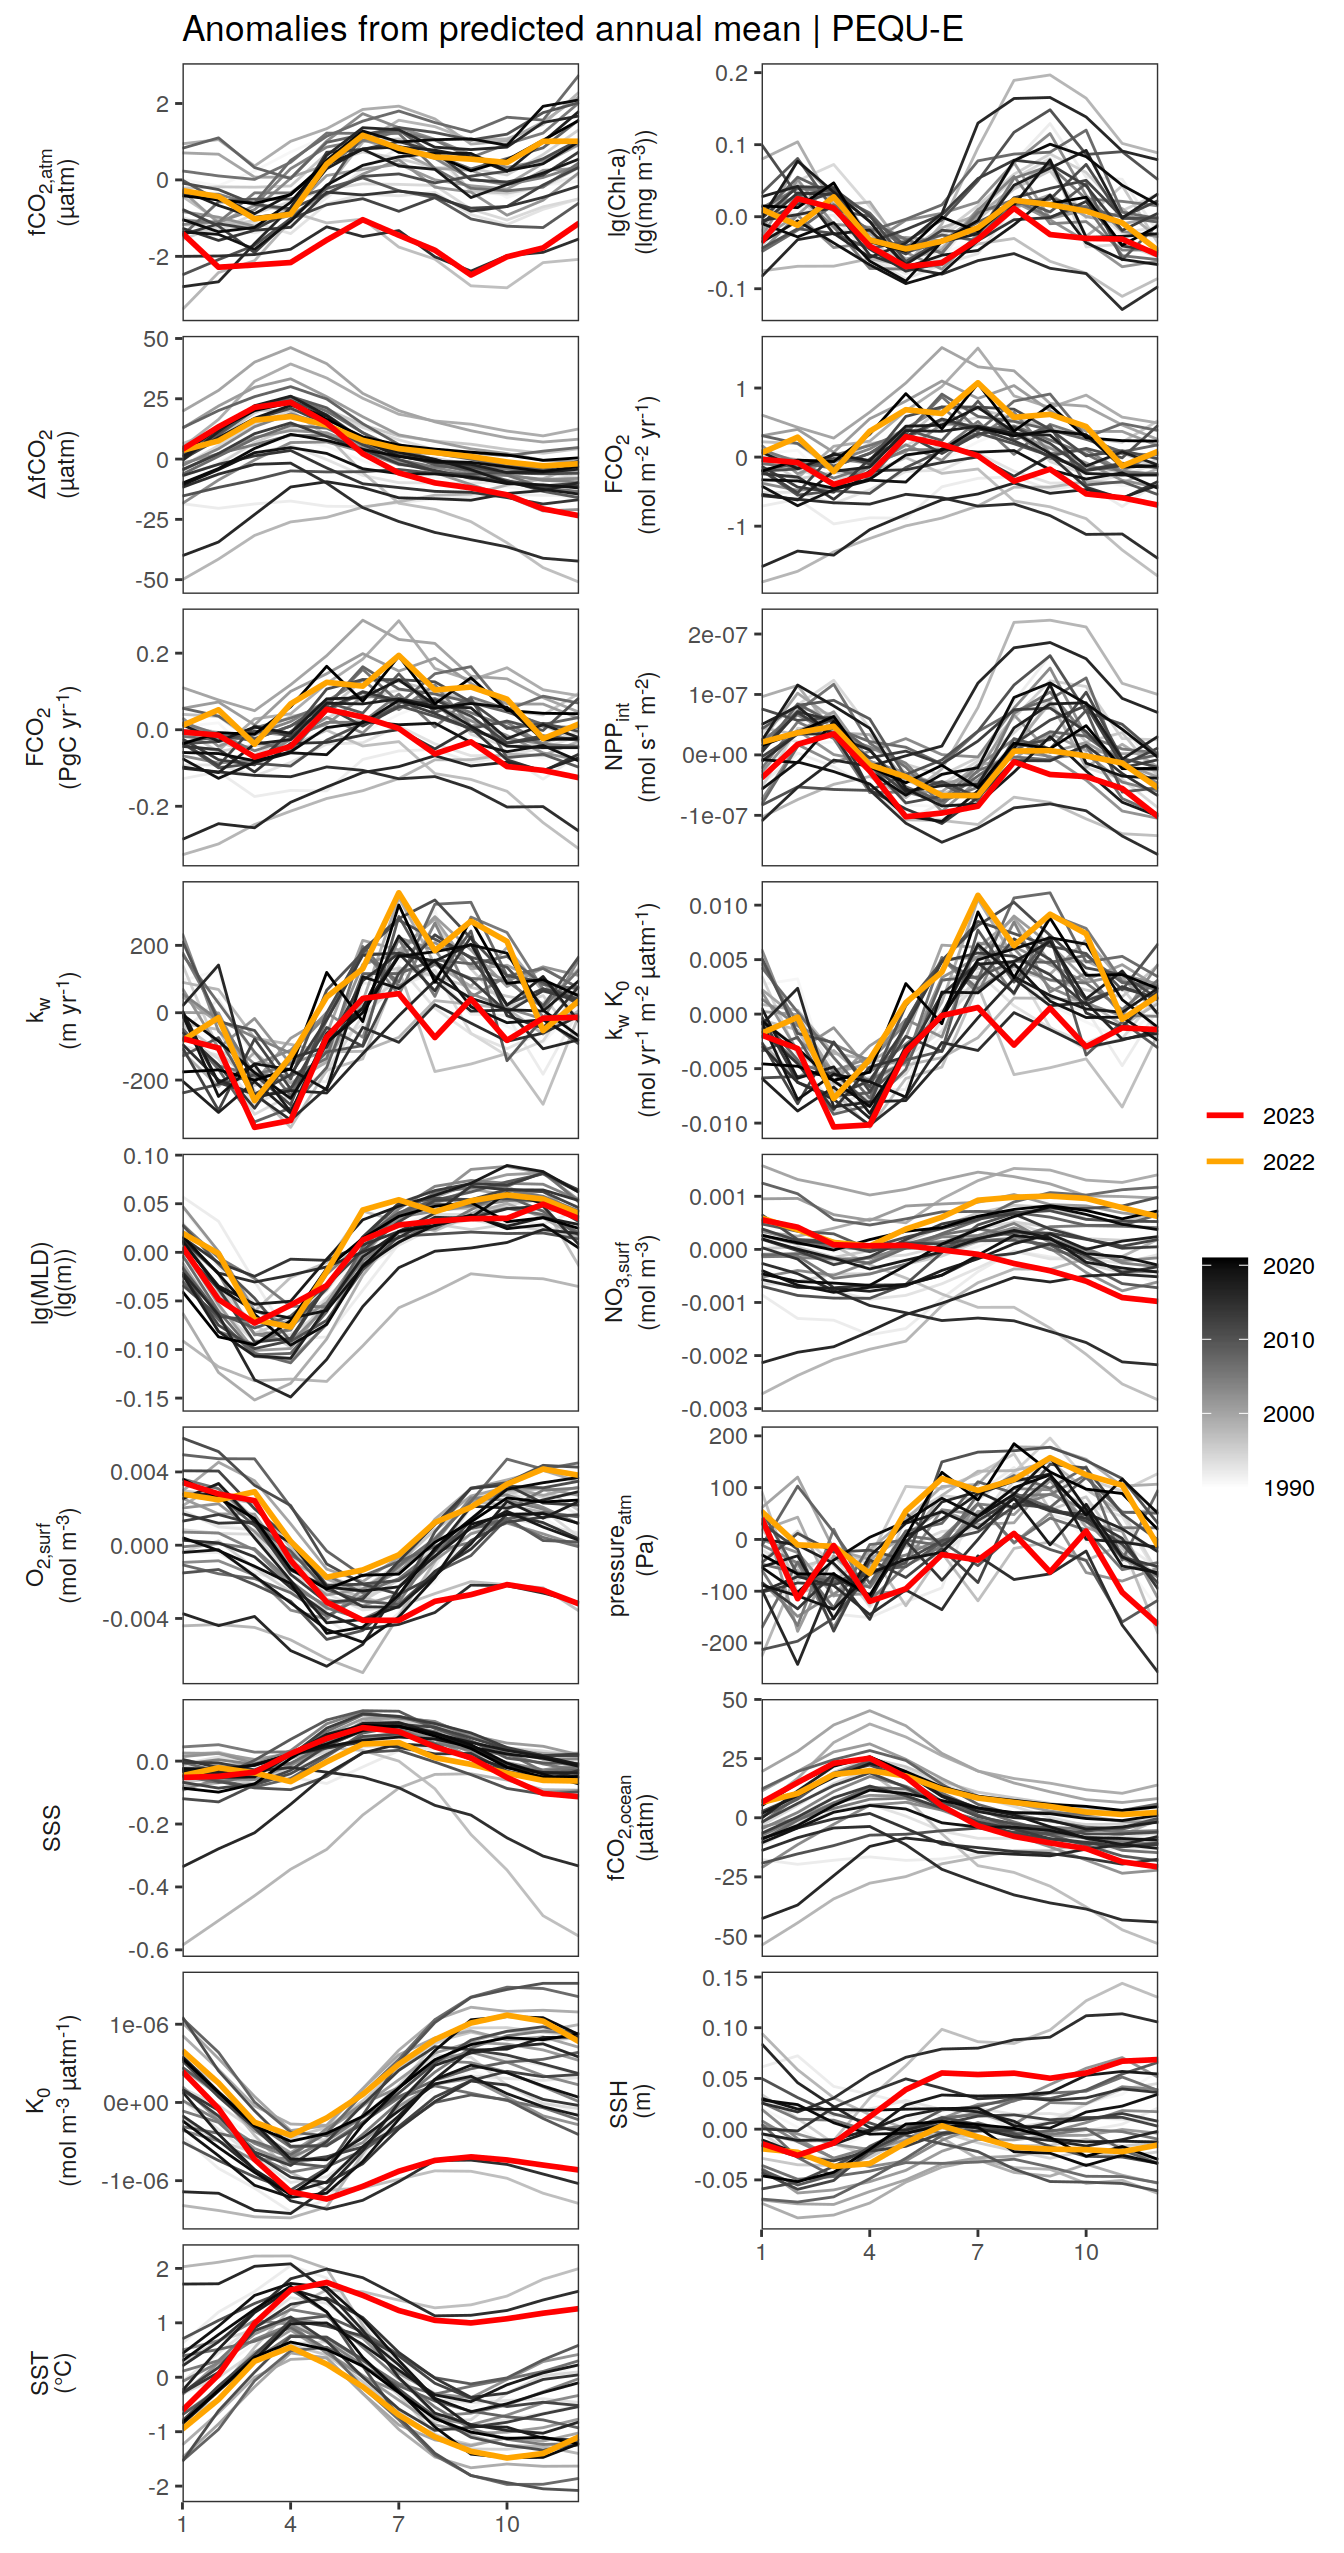 Anomalies from predicted annual mean | PEQU-E
fCO2,atm
(µatm)
2
0
-2
lg(Chl-a)
(lg(mg m-3))
0.2
0.1
0.0
-0.1
ΔfCO2
(µatm)
50
25
0
-25
-50
FCO2
(mol m-2 yr-1)
1
0
-1
FCO2
(PgC yr-1)
0.2
0.0
-0.2
NPPint
(mol s-1 m-2)
2e-07
1e-07
0e+00
-1e-07
kw
(m yr-1)
200
0
-200
kw K0
(mol yr-1 m-2 µatm-1)
0.010
0.005
0.000
-0.005
-0.010
lg(MLD)
(lg(m))
0.10
0.05
0.00
-0.05
-0.10
-0.15
NO3,surf
(mol m-3)
0.001
0.000
-0.001
-0.002
-0.003
O2,surf
(mol m-3)
0.004
0.000
-0.004
pressureatm
(Pa)
200
100
0
-100
-200
SSS
0.0
-0.2
-0.4
-0.6
fCO2,ocean
(µatm)
50
25
0
-25
-50
K0
(mol m-3 µatm-1)
1e-06
0e+00
-1e-06
SSH
(m)
0.15
0.10
0.05
0.00
-0.05
1 4 7 10
SST
(°C)
2
1
0
-1
-2
1 4 7 10
2023
2022
2020
2010
2000
1990